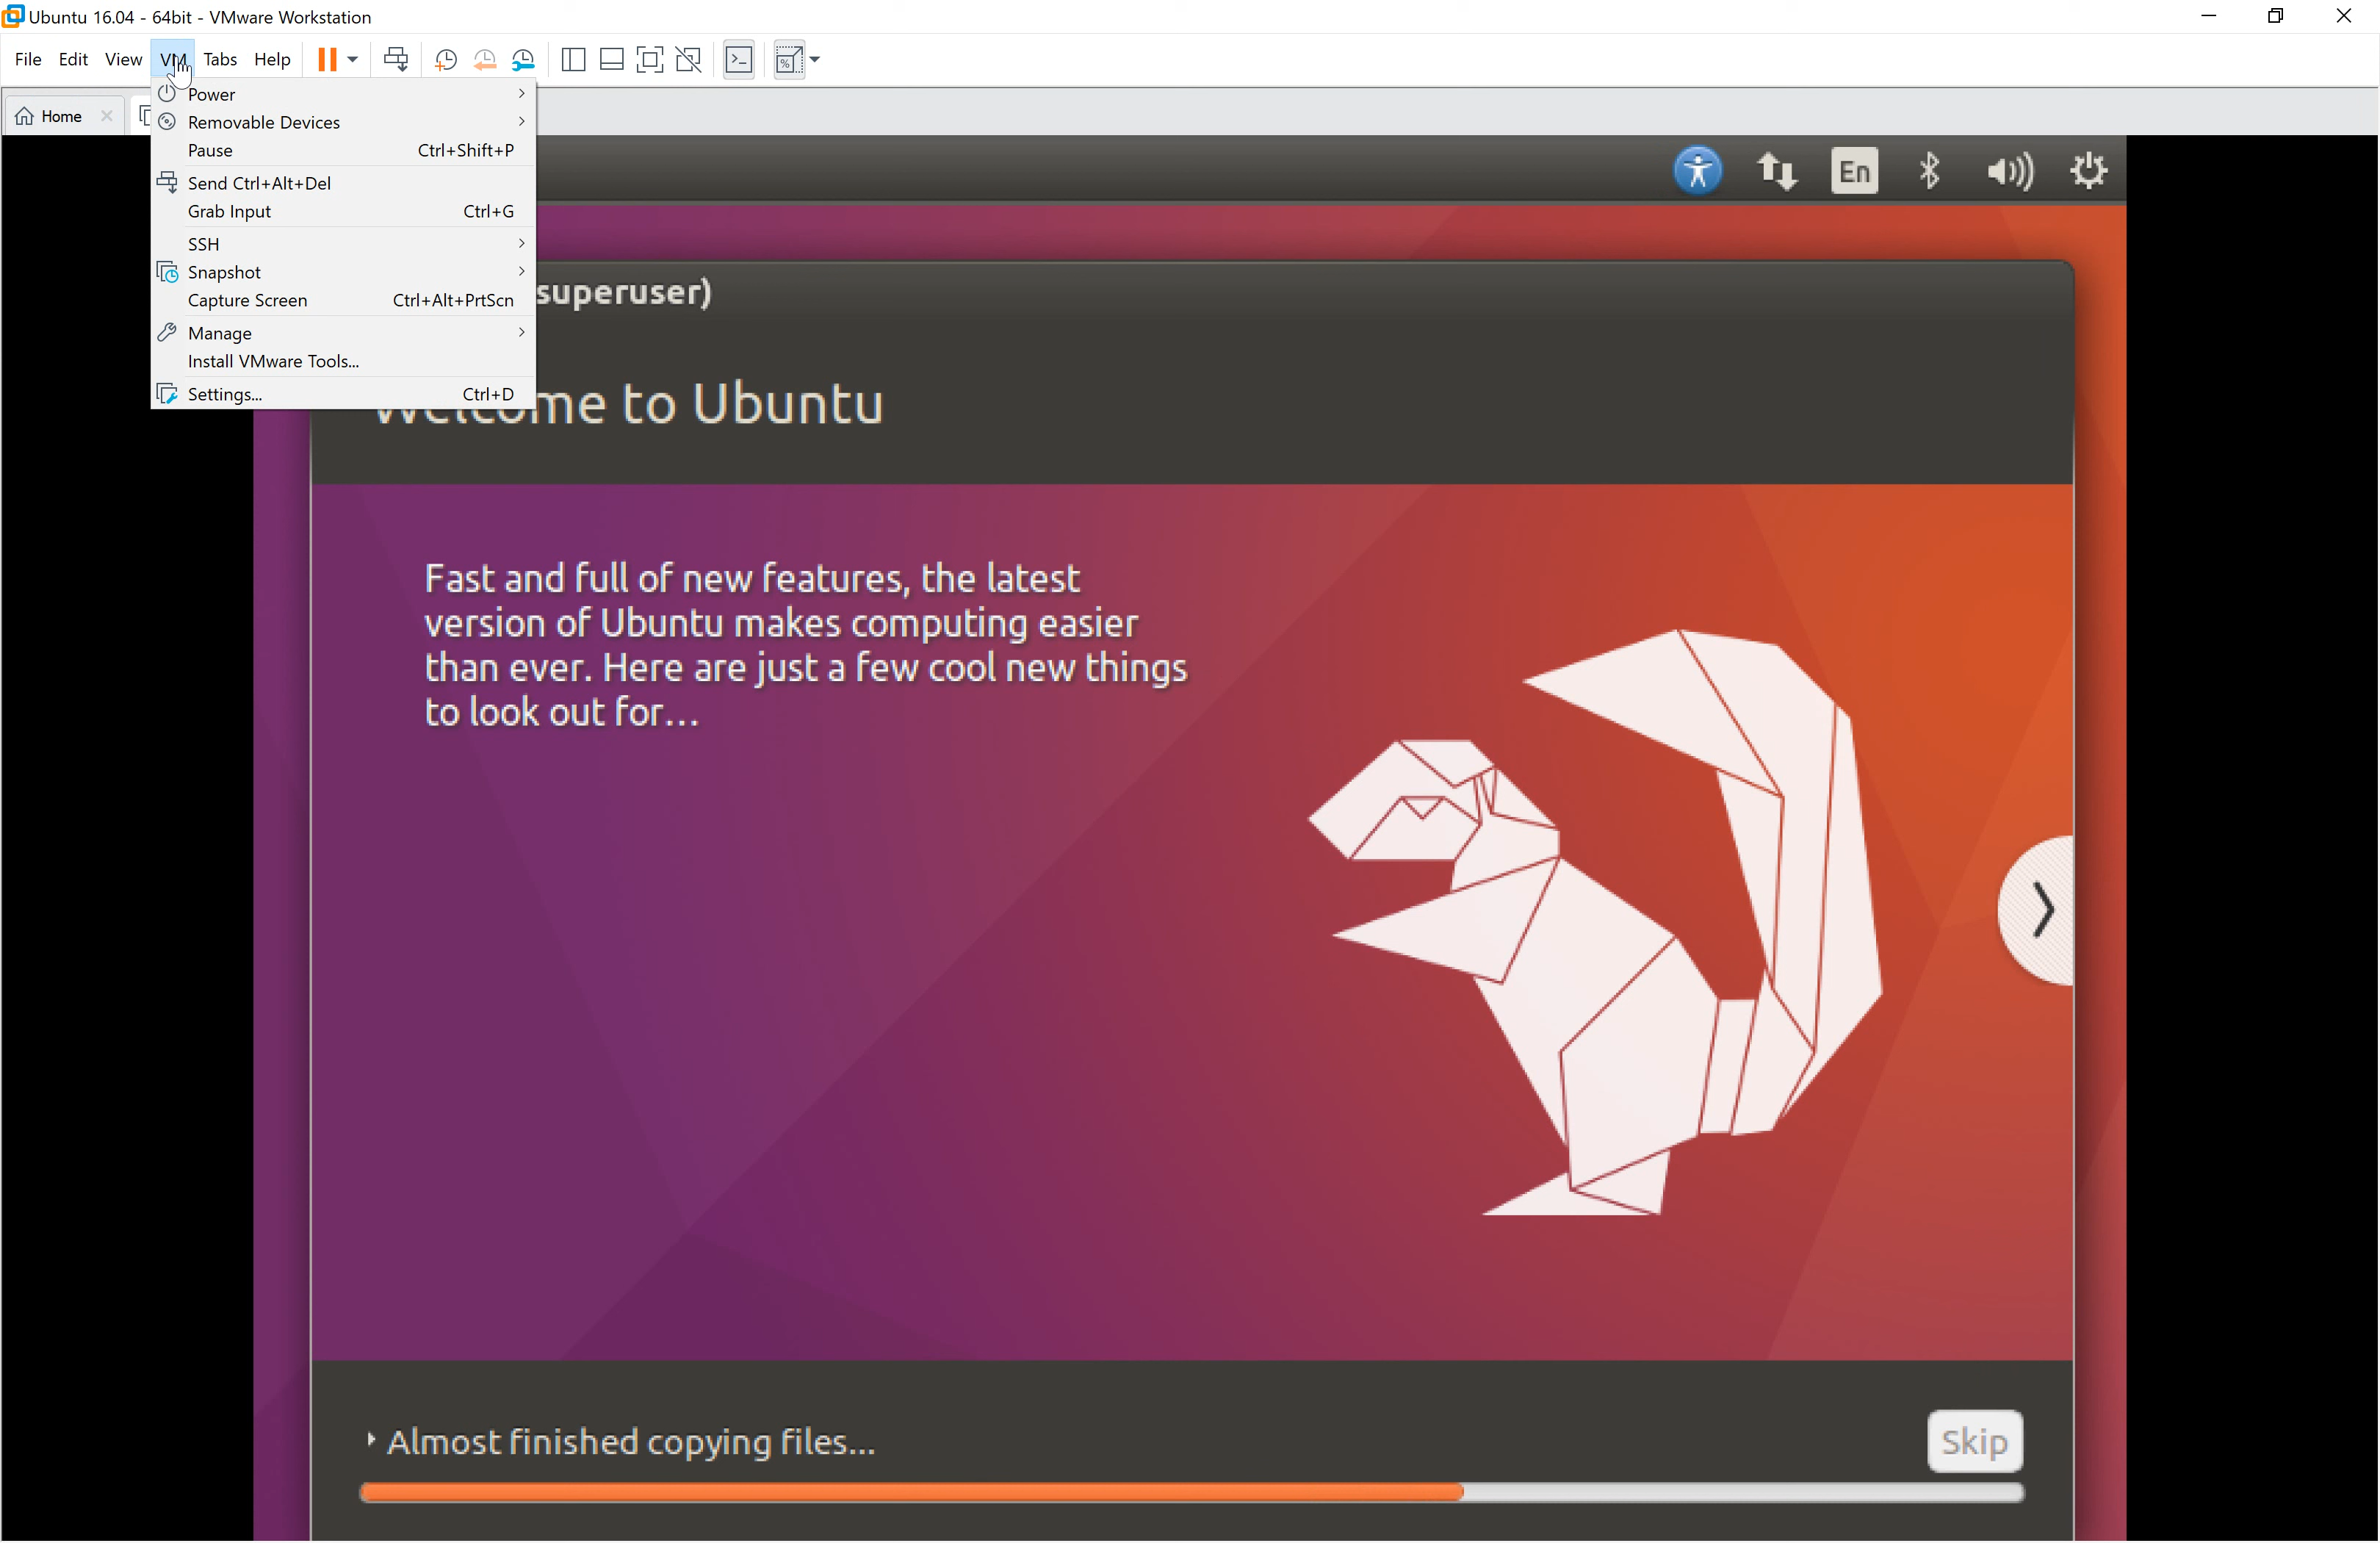 Ubuntu 16.04 - 64bit - VMware Workstation
File Edit View VM Tabs Help
Home
Power
Removable Devices
Pause Ctrl+Shift+P
Send Ctrl+Alt+Del
Grab Input Ctrl+G
SSH
Snapshot
Capture Screen Ctrl+Alt+PrtScn
Manage
Install VMware Tools...
Settings... Ctrl+D
En
superuser)
Welcome to Ubuntu
Fast and full of new features, the latest
version of Ubuntu makes computing easier
than ever. Here are just a few cool new things
to look out for...
Almost finished copying files...
Skip